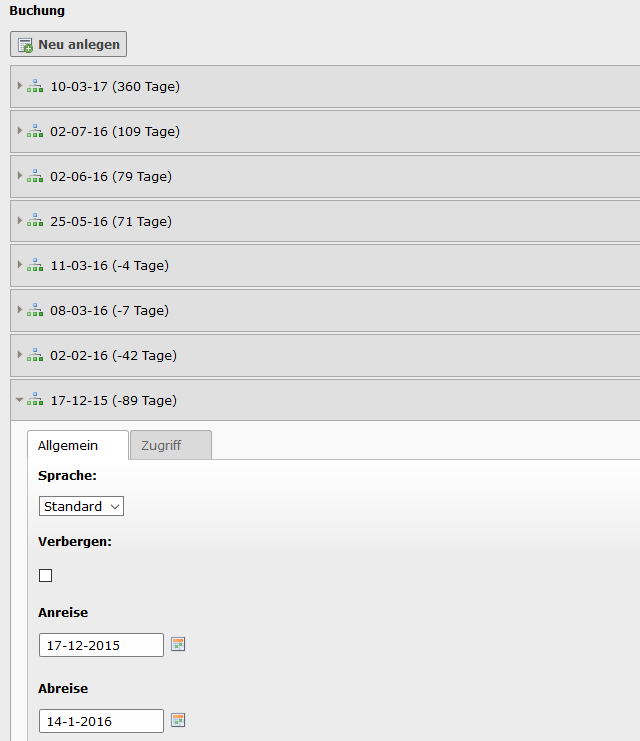 Buchung
Neu anlegen
10-03-17 (360 Tage)
02-07-16 (109 Tage)
02-06-16 (79 Tage)
25-05-16 (71 Tage)
11-03-16 (-4 Tage)
08-03-16 (-7 Tage)
02-02-16 (-42 Tage)
17-12-15 (-89 Tage)
Allgemein Zugriff
Sprache:
Standard
Verbergen:
Anreise
17-12-2015
Abreise
14-1-2016